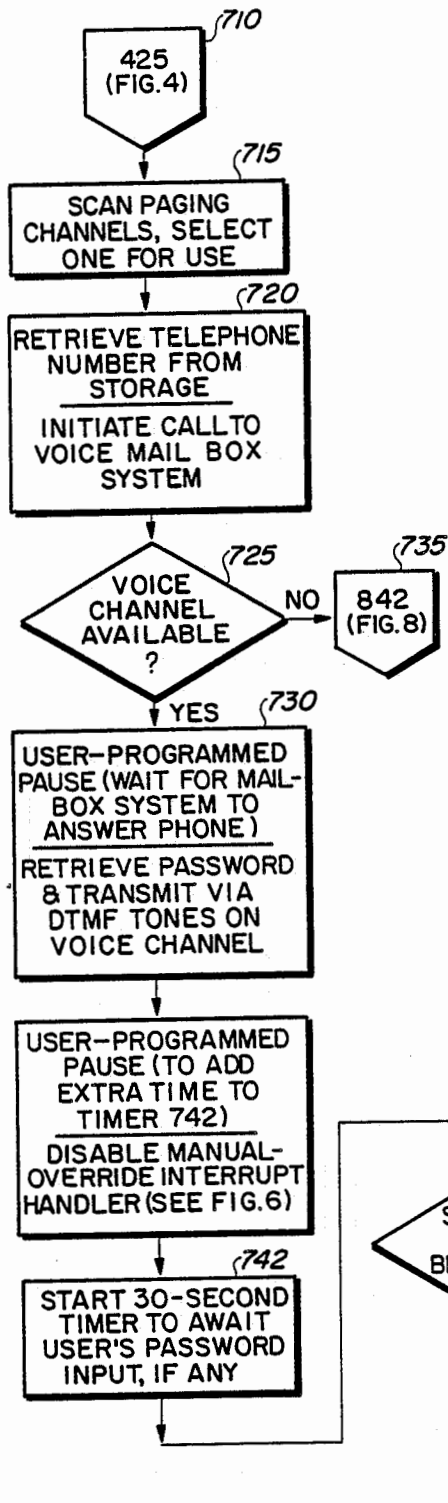 710
425
(FIG.4)
715
SCAN PAGING
CHANNELS, SELECT
ONE FOR USE
720
RETRIEVE TELEPHONE
NUMBER FROM
STORAGE
INITIATE CALL TO
VOICE MAIL BOX
SYSTEM
725
VOICE
CHANNEL
AVAILABLE
?
NO
735
842
(FIG.8)
YES
730
USER-PROGRAMMED
PAUSE (WAIT FOR MAIL-
BOX SYSTEM TO
ANSWER PHONE)
RETRIEVE PASSWORD
& TRANSMIT VIA
DTMF TONES ON
VOICE CHANNEL
USER-PROGRAMMED
PAUSE (TO ADD
EXTRA TIME TO
TIMER 742)
DISABLE MANUAL-
OVERRIDE INTERRUPT
HANDLER (SEE FIG.6)
742
START 30-SECOND
TIMER TO AWAIT
USER'S PASSWORD
INPUT, IF ANY